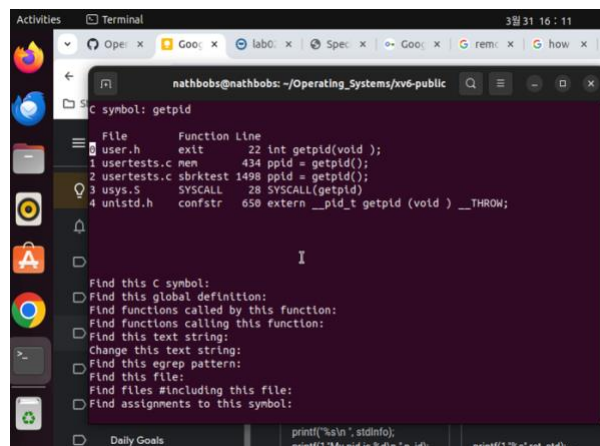 Activities Terminal 3월 31 16 : 11
Ope x Goo x lab0 x Spec x Goo x rem x how x
nathbobs@nathbobs: ~/Operating_Systems/xv6-public
C symbol: getpid
File Function Line
0 user.h exit 22 int getpid(void );
1 usertests.c mem 434 ppid = getpid();
2 usertests.c sbrktest 1498 ppid = getpid();
3 usys.S SYSCALL 28 SYSCALL(getpid)
4 unistd.h confstr 650 extern __pid_t getpid (void ) __THROW;
Find this C symbol:
Find this global definition:
Find functions called by this function:
Find functions calling this function:
Find this text string:
Change this text string:
Find this egrep pattern:
Find this file:
Find files #including this file:
Find assignments to this symbol:
Daily Goals
printf("%s\n ", stdInfo);